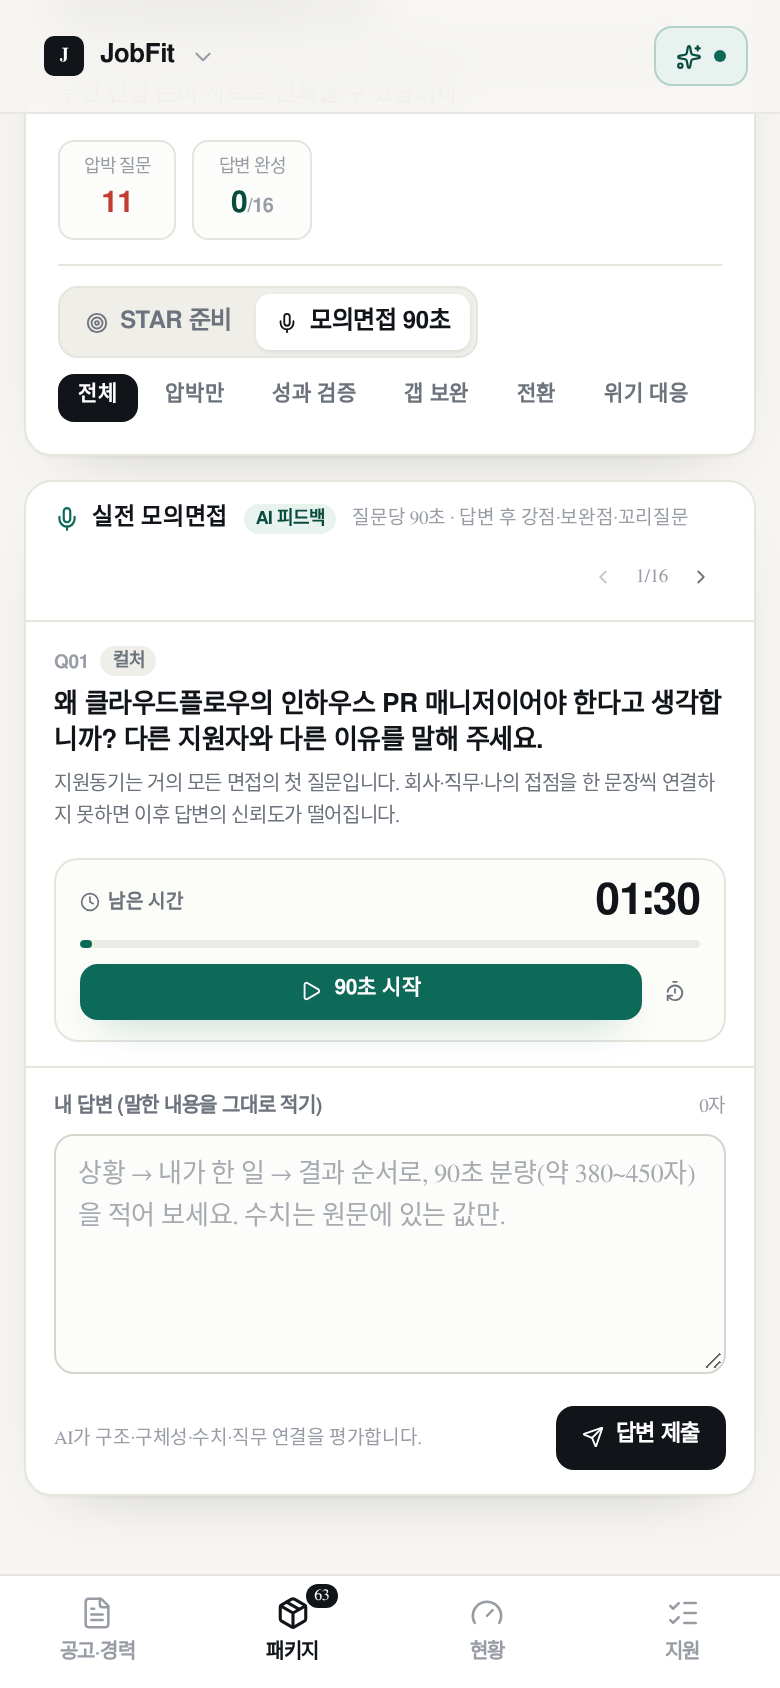 J JobFit
압박 질문
11
답변 완성
0/16
STAR 준비
모의면접 90초
전체 압박만 성과 검증 갭 보완 전환 위기 대응
실전 모의면접 AI 피드백 질문당 90초 · 답변 후 강점·보완점·꼬리질문
1/16
Q01 컬처
왜 클라우드플로우의 인하우스 PR 매니저이어야 한다고 생각합
니까? 다른 지원자와 다른 이유를 말해 주세요.
지원동기는 거의 모든 면접의 첫 질문입니다. 회사·직무·나의 접점을 한 문장씩 연결하
지 못하면 이후 답변의 신뢰도가 떨어집니다.
남은 시간 01:30
90초 시작
내 답변 (말한 내용을 그대로 적기) 0자
상황 → 내가 한 일 → 결과 순서로, 90초 분량(약 380~450자)
을 적어 보세요. 수치는 원문에 있는 값만.
AI가 구조·구체성·수치·직무 연결을 평가합니다. 답변 제출
63
공고·경력 패키지 현황 지원